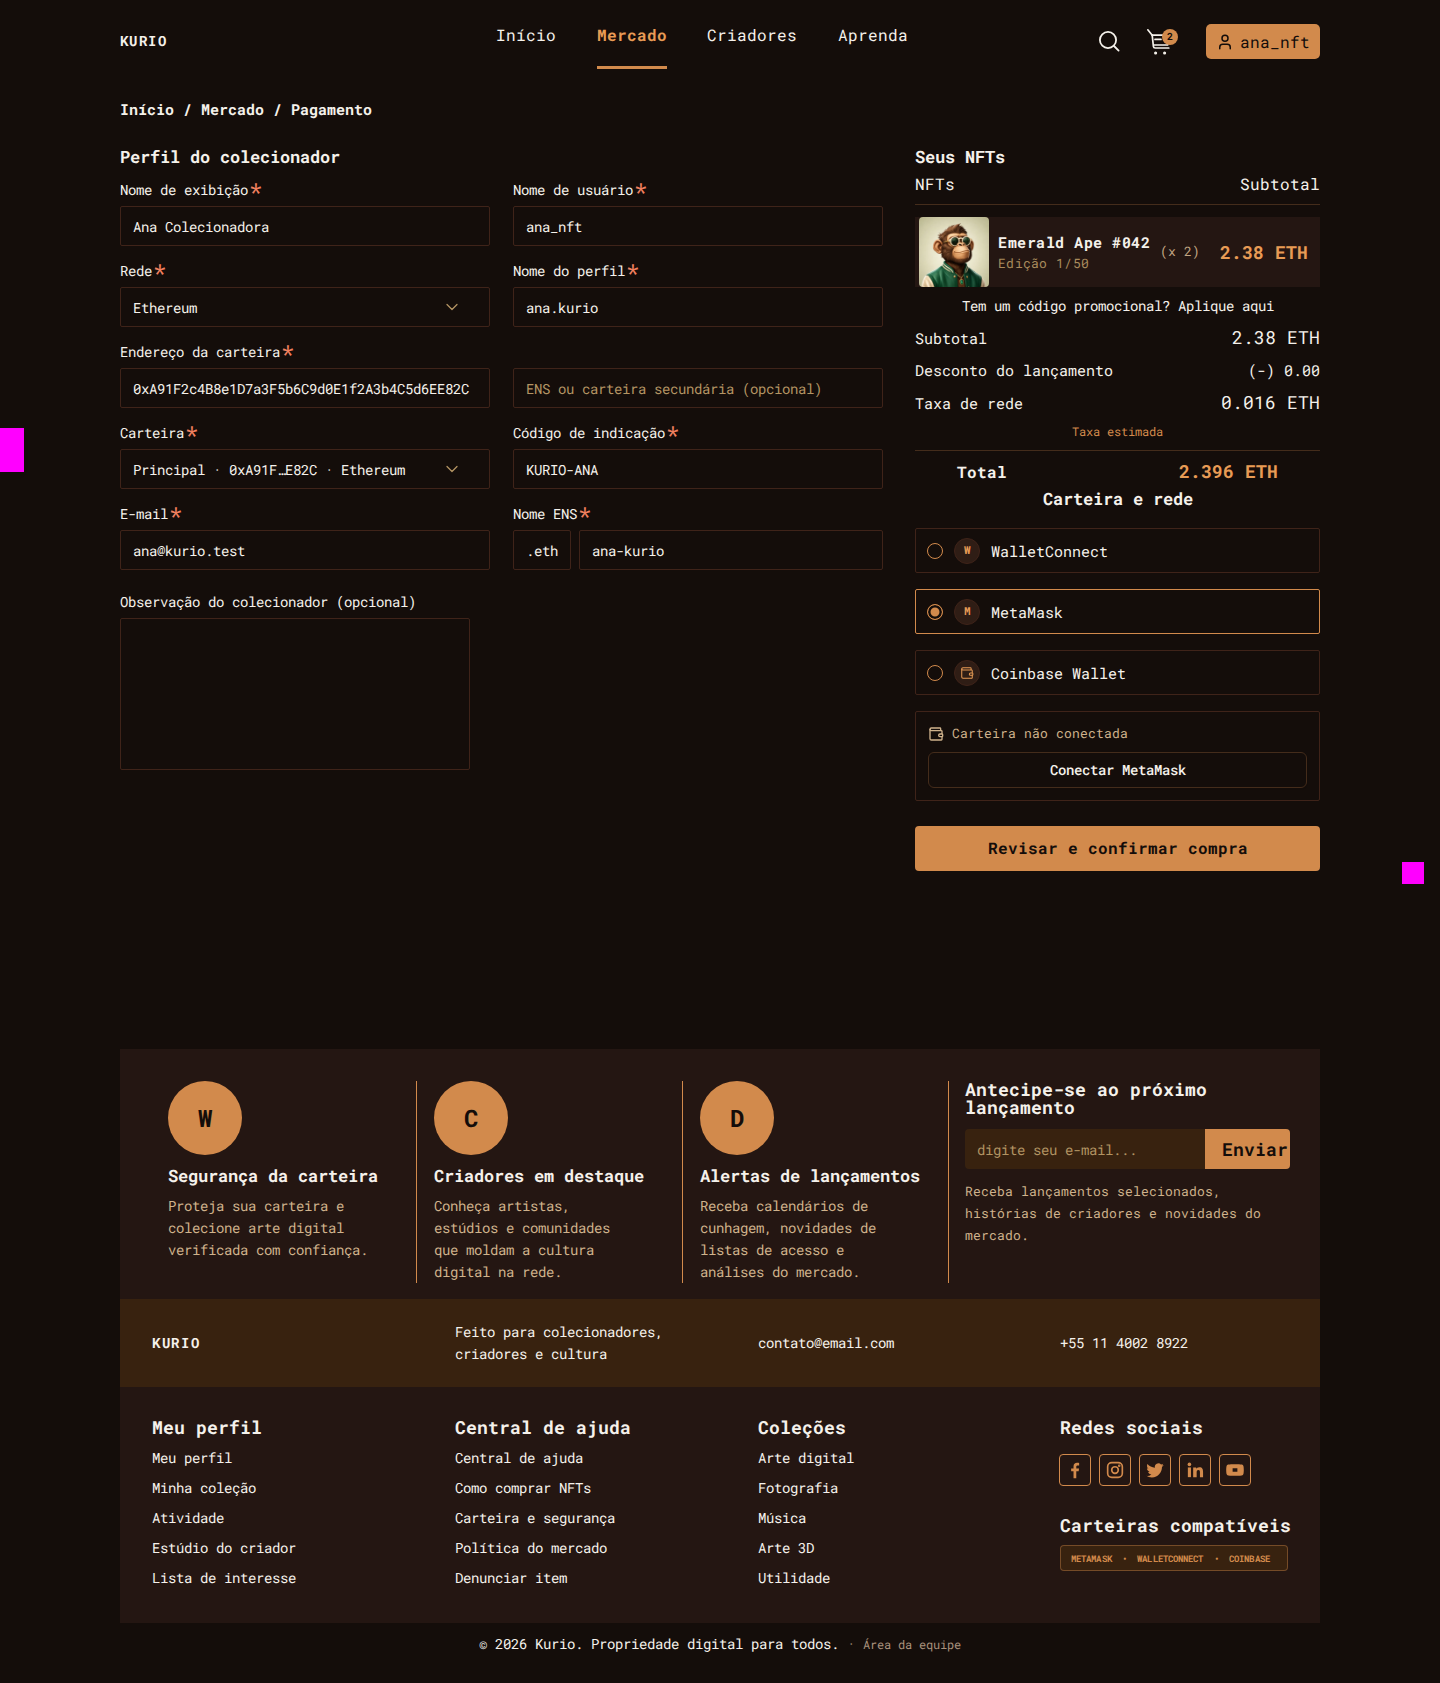 KURIO
Início
Mercado
Criadores
Aprenda
2
ana_nft
Início / Mercado / Pagamento
Perfil do colecionador
Nome de exibição*
Ana Colecionadora
Nome de usuário*
ana_nft
Rede*
Ethereum
Nome do perfil*
ana.kurio
Endereço da carteira*
0xA91F2c4B8e1D7a3F5b6C9d0E1f2A3b4C5d6EE82C
ENS ou carteira secundária (opcional)
Carteira*
Principal · 0xA91F…E82C · Ethereum
Código de indicação*
KURIO-ANA
E-mail*
ana@kurio.test
Nome ENS*
.eth
ana-kurio
Observação do colecionador (opcional)
Seus NFTs
NFTs Subtotal
Emerald Ape #042
Edição 1/50
(x 2)
2.38 ETH
Tem um código promocional? Aplique aqui
Subtotal 2.38 ETH
Desconto do lançamento (-) 0.00
Taxa de rede 0.016 ETH
Taxa estimada
Total 2.396 ETH
Carteira e rede
W WalletConnect
M MetaMask
Coinbase Wallet
Carteira não conectada
Conectar MetaMask
Revisar e confirmar compra
W
Segurança da carteira
Proteja sua carteira e
colecione arte digital
verificada com confiança.
C
Criadores em destaque
Conheça artistas,
estúdios e comunidades
que moldam a cultura
digital na rede.
D
Alertas de lançamentos
Receba calendários de
cunhagem, novidades de
listas de acesso e
análises do mercado.
Antecipe-se ao próximo
lançamento
digite seu e-mail...
Enviar
Receba lançamentos selecionados,
histórias de criadores e novidades do
mercado.
KURIO
Feito para colecionadores,
criadores e cultura
contato@email.com
+55 11 4002 8922
Meu perfil
Meu perfil
Minha coleção
Atividade
Estúdio do criador
Lista de interesse
Central de ajuda
Central de ajuda
Como comprar NFTs
Carteira e segurança
Política do mercado
Denunciar item
Coleções
Arte digital
Fotografia
Música
Arte 3D
Utilidade
Redes sociais
Carteiras compatíveis
METAMASK · WALLETCONNECT · COINBASE
© 2026 Kurio. Propriedade digital para todos. · Área da equipe